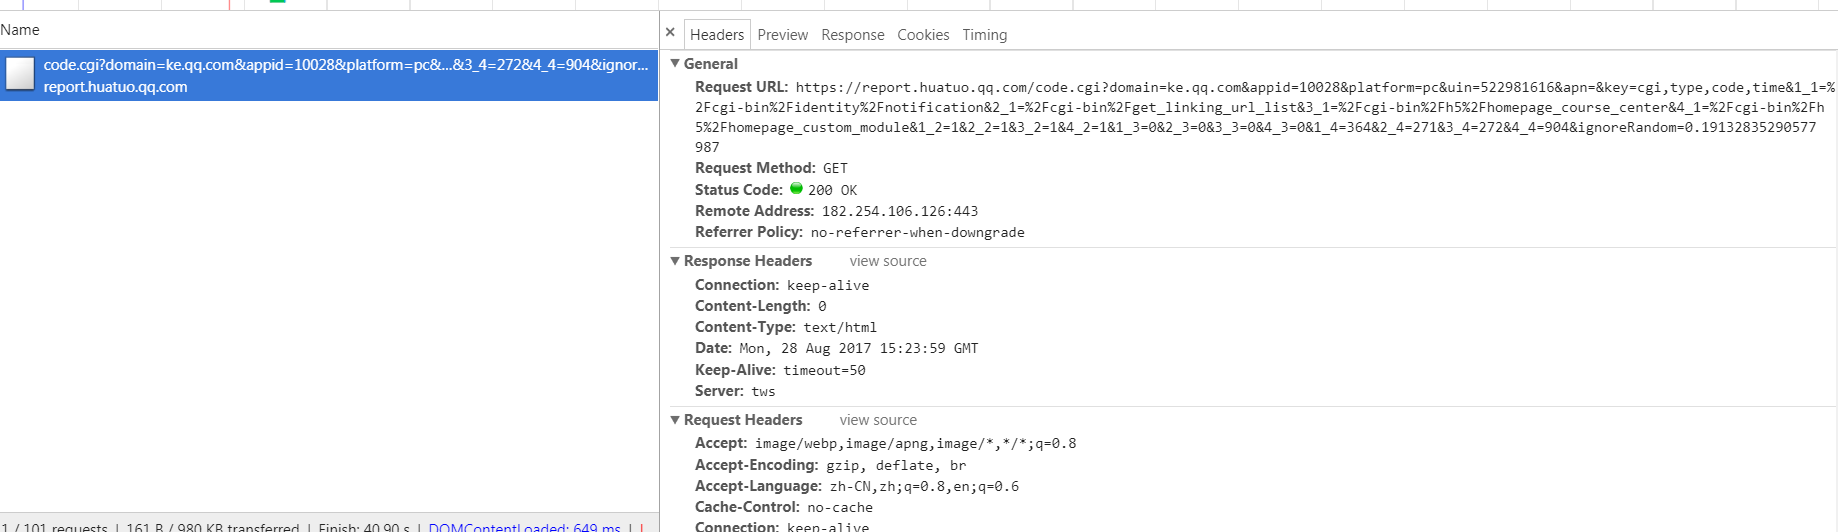 Name
code.cgi?domain=ke.qq.com&appid=10028&platform=pc&...&3_4=272&4_4=904&ignor...
report.huatuo.qq.com
× Headers Preview Response Cookies Timing
▼ General
Request URL: https://report.huatuo.qq.com/code.cgi?domain=ke.qq.com&appid=10028&platform=pc&uin=522981616&apn=&key=cgi,type,code,time&1_1=%
2Fcgi-bin%2Fidentity%2Fnotification&2_1=%2Fcgi-bin%2Fget_linking_url_list&3_1=%2Fcgi-bin%2Fh5%2Fhomepage_course_center&4_1=%2Fcgi-bin%2Fh
5%2Fhomepage_custom_module&1_2=1&2_2=1&3_2=1&4_2=1&1_3=0&2_3=0&3_3=0&4_3=0&1_4=364&2_4=271&3_4=272&4_4=904&ignoreRandom=0.19132835290577
987
Request Method: GET
Status Code: 200 OK
Remote Address: 182.254.106.126:443
Referrer Policy: no-referrer-when-downgrade
▼ Response Headers view source
Connection: keep-alive
Content-Length: 0
Content-Type: text/html
Date: Mon, 28 Aug 2017 15:23:59 GMT
Keep-Alive: timeout=50
Server: tws
▼ Request Headers view source
Accept: image/webp,image/apng,image/*,*/*;q=0.8
Accept-Encoding: gzip, deflate, br
Accept-Language: zh-CN,zh;q=0.8,en;q=0.6
Cache-Control: no-cache
Connection: keep-alive
1 / 101 requests | 161 B / 980 KB transferred | Finish: 40.90 s | DOMContentLoaded: 649 ms |